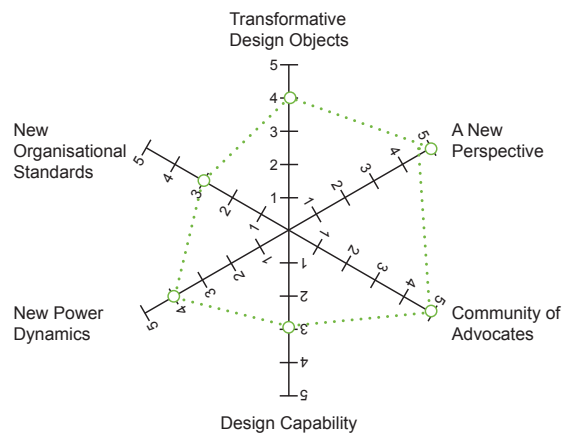 Transformative
Design Objects
5
4
3
2
1
A New
Perspective
5
4
3
2
1
New
Organisational
Standards
5
4
3
2
1
New Power
Dynamics
5
4
3
2
1
Community of
Advocates
1
2
3
4
5
1
2
3
4
5
Design Capability